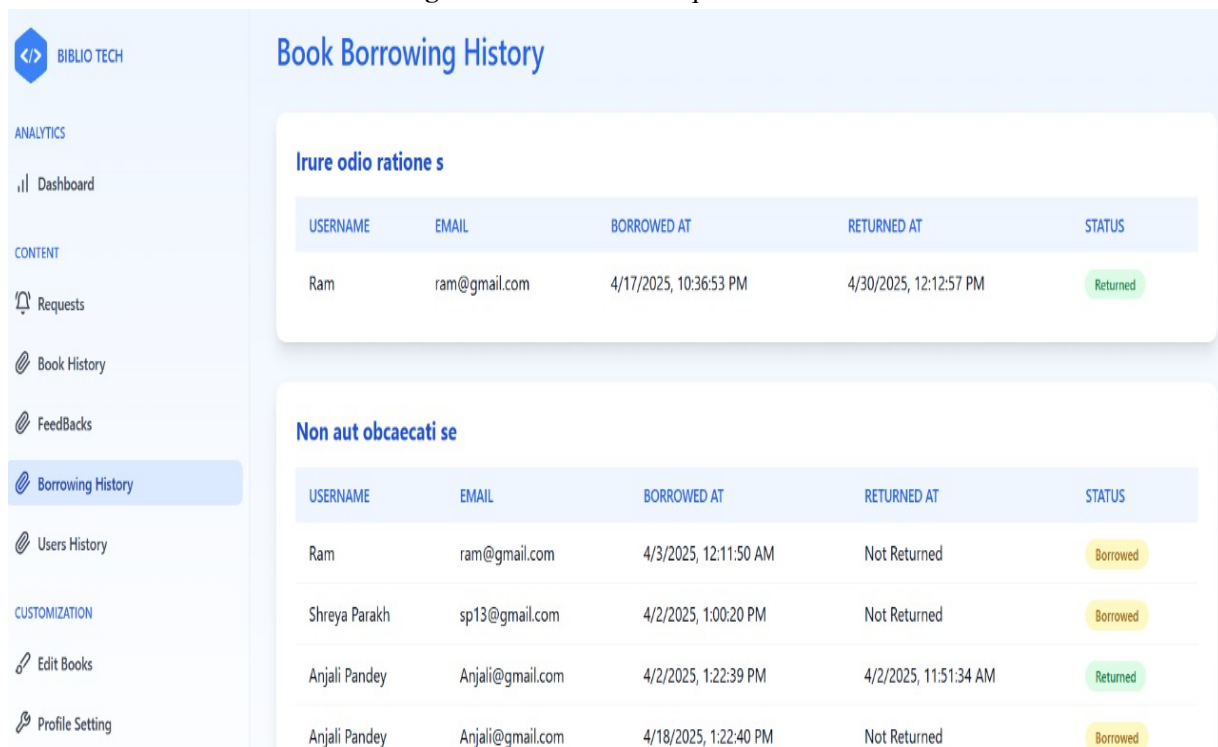 BIBLIO TECH
ANALYTICS
Dashboard
CONTENT
Requests
Book History
FeedBacks
Borrowing History
Users History
CUSTOMIZATION
Edit Books
Profile Setting
Book Borrowing History
Irure odio ratione s
USERNAME EMAIL BORROWED AT RETURNED AT STATUS
Ram ram@gmail.com 4/17/2025, 10:36:53 PM 4/30/2025, 12:12:57 PM Returned
Non aut obcaecati se
USERNAME EMAIL BORROWED AT RETURNED AT STATUS
Ram ram@gmail.com 4/3/2025, 12:11:50 AM Not Returned Borrowed
Shreya Parakh sp13@gmail.com 4/2/2025, 1:00:20 PM Not Returned Borrowed
Anjali Pandey Anjali@gmail.com 4/2/2025, 1:22:39 PM 4/2/2025, 11:51:34 AM Returned
Anjali Pandey Anjali@gmail.com 4/18/2025, 1:22:40 PM Not Returned Borrowed